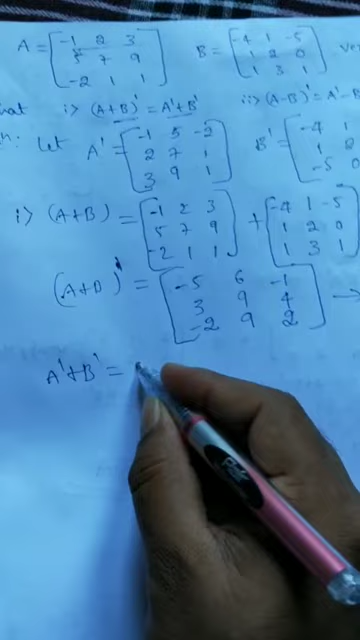 A = [ -1 2 3
5 7 9
-2 1 1 ] B = [ -4 1 -5
1 2 0
1 3 1 ]
i> (A+B)' = A'+B' ii> (A-B)' = A'-B
Let A' = [ -1 5 -2
2 7 1
3 9 1 ] B' = [ -4 1
1 2
-5 0
i> (A+B) = [ -1 2 3
5 7 9
-2 1 1 ] + [ -4 1 -5
1 2 0
1 3 1
(A+B)' = [ -5 6 -1
3 9 4
-2 9 2 ] →
A'+B' =